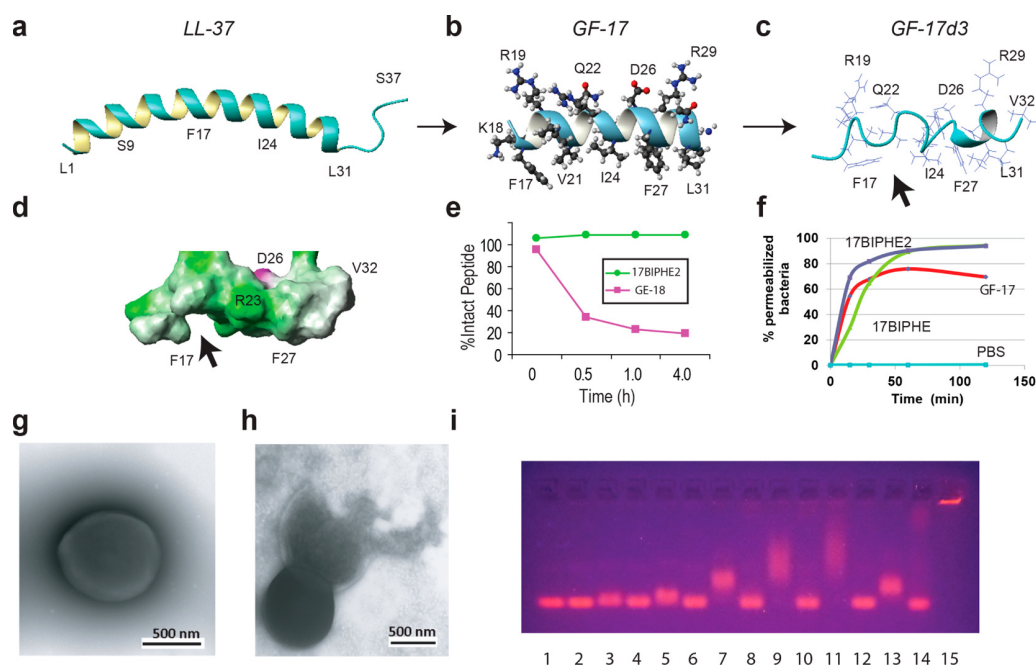 a
LL-37
S37
S9
F17
I24
L1
L31
b
GF-17
R19
R29
Q22
D26
K18
F17
V21
I24
F27
L31
c
GF-17d3
R19
R29
Q22
D26
V32
F17
I24
F27
L31
d
D26
V32
R23
F17
F27
e
%Intact Peptide
100
80
60
40
20
0
17BIPHE2
GE-18
0
0.5
1.0
4.0
Time (h)
f
% permeabilized
bacteria
100
80
60
40
20
0
17BIPHE2
GF-17
17BIPHE
PBS
0
50
100
150
Time (min)
g
500 nm
h
500 nm
i
1 2 3 4 5 6 7 8 9 10 11 12 13 14 15